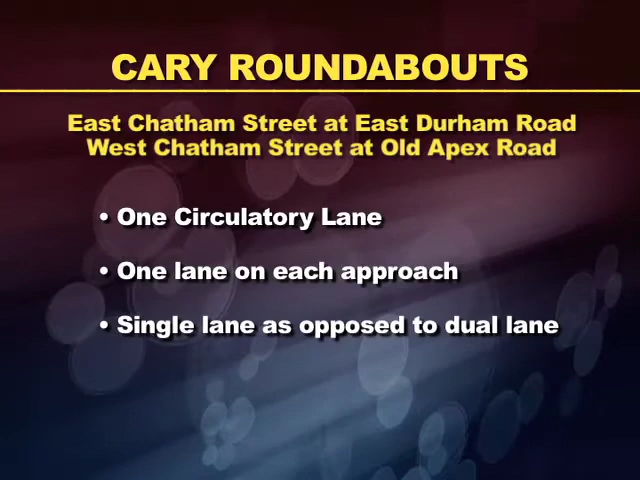 CARY ROUNDABOUTS
East Chatham Street at East Durham Road
West Chatham Street at Old Apex Road
• One Circulatory Lane
• One lane on each approach
• Single lane as opposed to dual lane